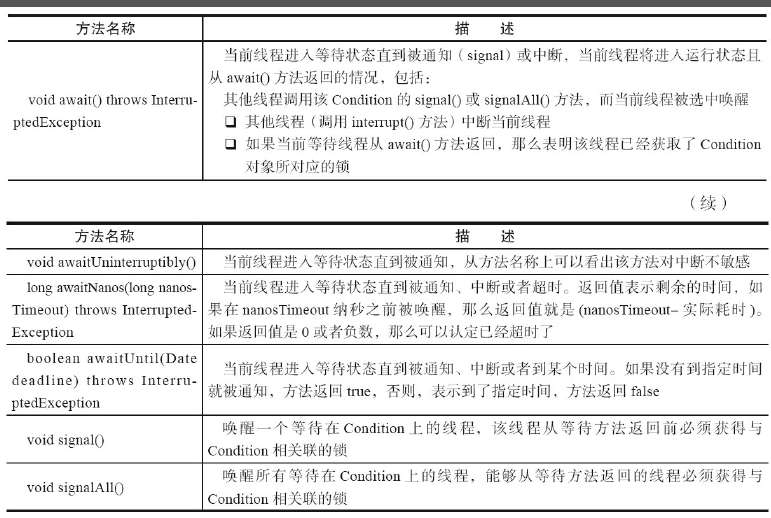 方法名称
描 述
void await() throws Interru-
ptedException
当前线程进入等待状态直到被通知(signal)或中断，当前线程将进入运行状态且
从 await() 方法返回的情况，包括：
其他线程调用该 Condition 的 signal() 或 signalAll() 方法，而当前线程被选中唤醒
❑ 其他线程（调用 interrupt() 方法）中断当前线程
❑ 如果当前等待线程从 await() 方法返回，那么表明该线程已经获取了 Condition
对象所对应的锁
（续）
方法名称
描 述
void awaitUninterruptibly()
当前线程进入等待状态直到被通知，从方法名称上可以看出该方法对中断不敏感
long awaitNanos(long nanos-
Timeout) throws Interrupted-
Exception
当前线程进入等待状态直到被通知、中断或者超时。返回值表示剩余的时间，如
果在 nanosTimeout 纳秒之前被唤醒，那么返回值就是 (nanosTimeout- 实际耗时 )。
如果返回值是 0 或者负数，那么可以认定已经超时了
boolean awaitUntil(Date
deadline) throws Interru-
ptedException
当前线程进入等待状态直到被通知、中断或者到某个时间。如果没有到指定时间
就被通知，方法返回 true，否则，表示到了指定时间，方法返回 false
void signal()
唤醒一个等待在 Condition 上的线程，该线程从等待方法返回前必须获得与
Condition 相关联的锁
void signalAll()
唤醒所有等待在 Condition 上的线程，能够从等待方法返回的线程必须获得与
Condition 相关联的锁